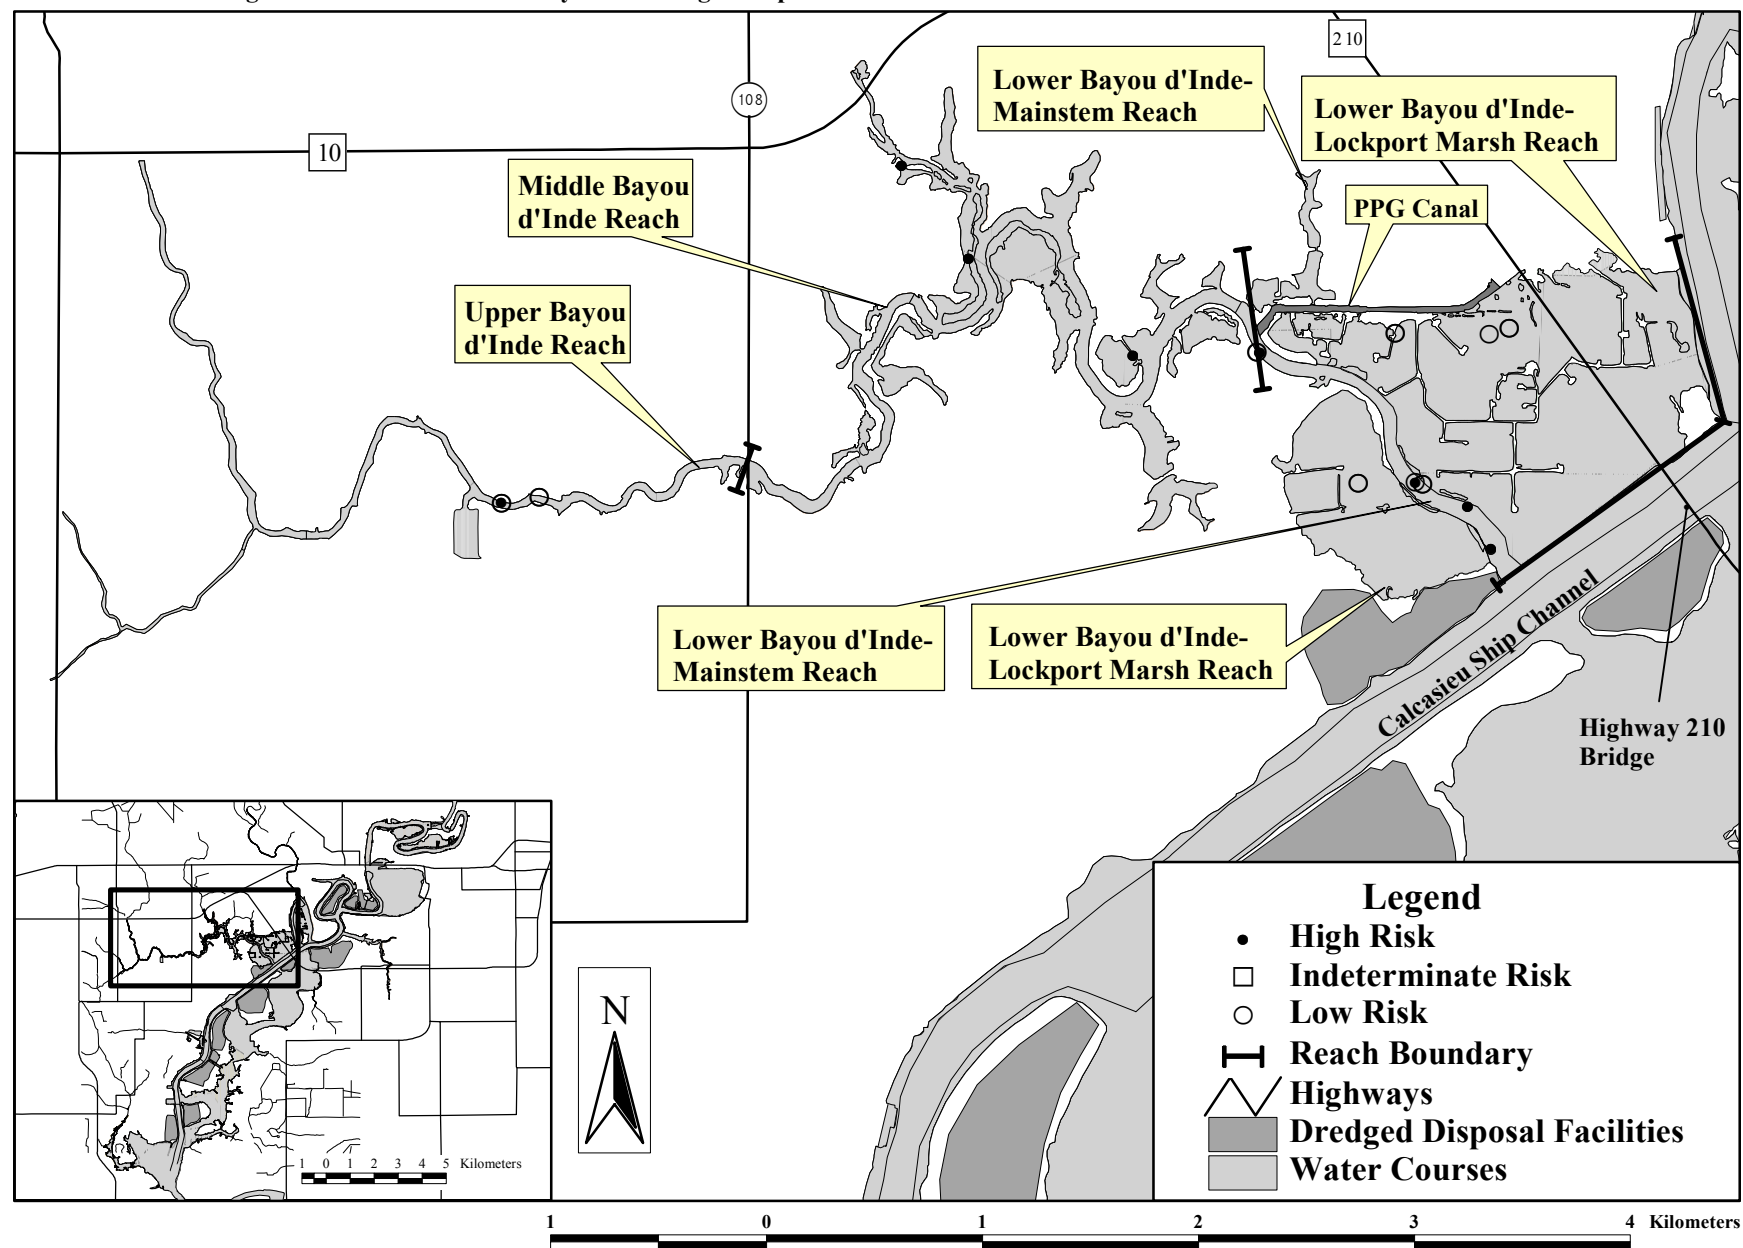 210
108
10
Lower Bayou d'Inde-
Mainstem Reach
Lower Bayou d'Inde-
Lockport Marsh Reach
Middle Bayou
d'Inde Reach
PPG Canal
Upper Bayou
d'Inde Reach
Lower Bayou d'Inde-
Mainstem Reach
Lower Bayou d'Inde-
Lockport Marsh Reach
Calcasieu Ship Channel
Highway 210
Bridge
Legend
High Risk
Indeterminate Risk
Low Risk
Reach Boundary
Highways
Dredged Disposal Facilities
Water Courses
N
1 0 1 2 3 4 5 Kilometers
1 0 1 2 3 4 Kilometers